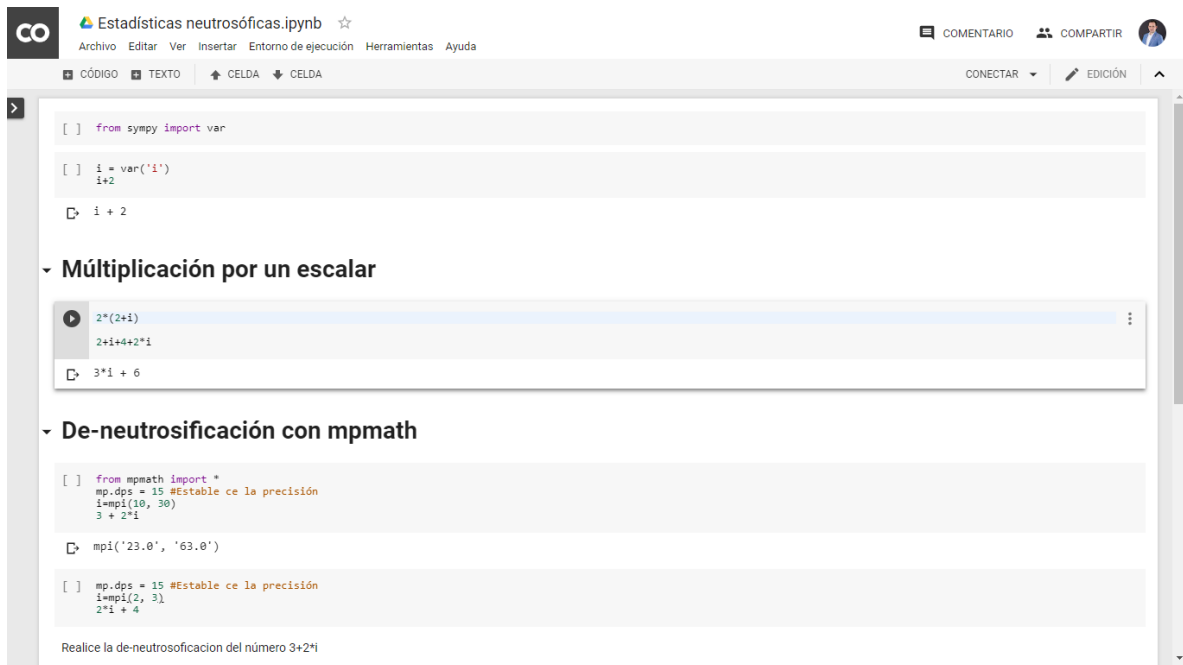 CO
Estadísticas neutrosóficas.ipynb
Archivo Editar Ver Insertar Entorno de ejecución Herramientas Ayuda
COMENTARIO COMPARTIR
CÓDIGO TEXTO CELDA CELDA
CONECTAR EDICIÓN
[ ] from sympy import var
[ ] i = var('i')
i+2
i + 2
Múltiplicación por un escalar
2*(2+i)
2+i+4+2*i
3*i + 6
De-neutrosificación con mpmath
[ ] from mpmath import *
mp.dps = 15 #Estable ce la precisión
i=mpi(10, 30)
3 + 2*i
mpi('23.0', '63.0')
[ ] mp.dps = 15 #Estable ce la precisión
i=mpi(2, 3)
2*i + 4
Realice la de-neutrosoficacion del número 3+2*i